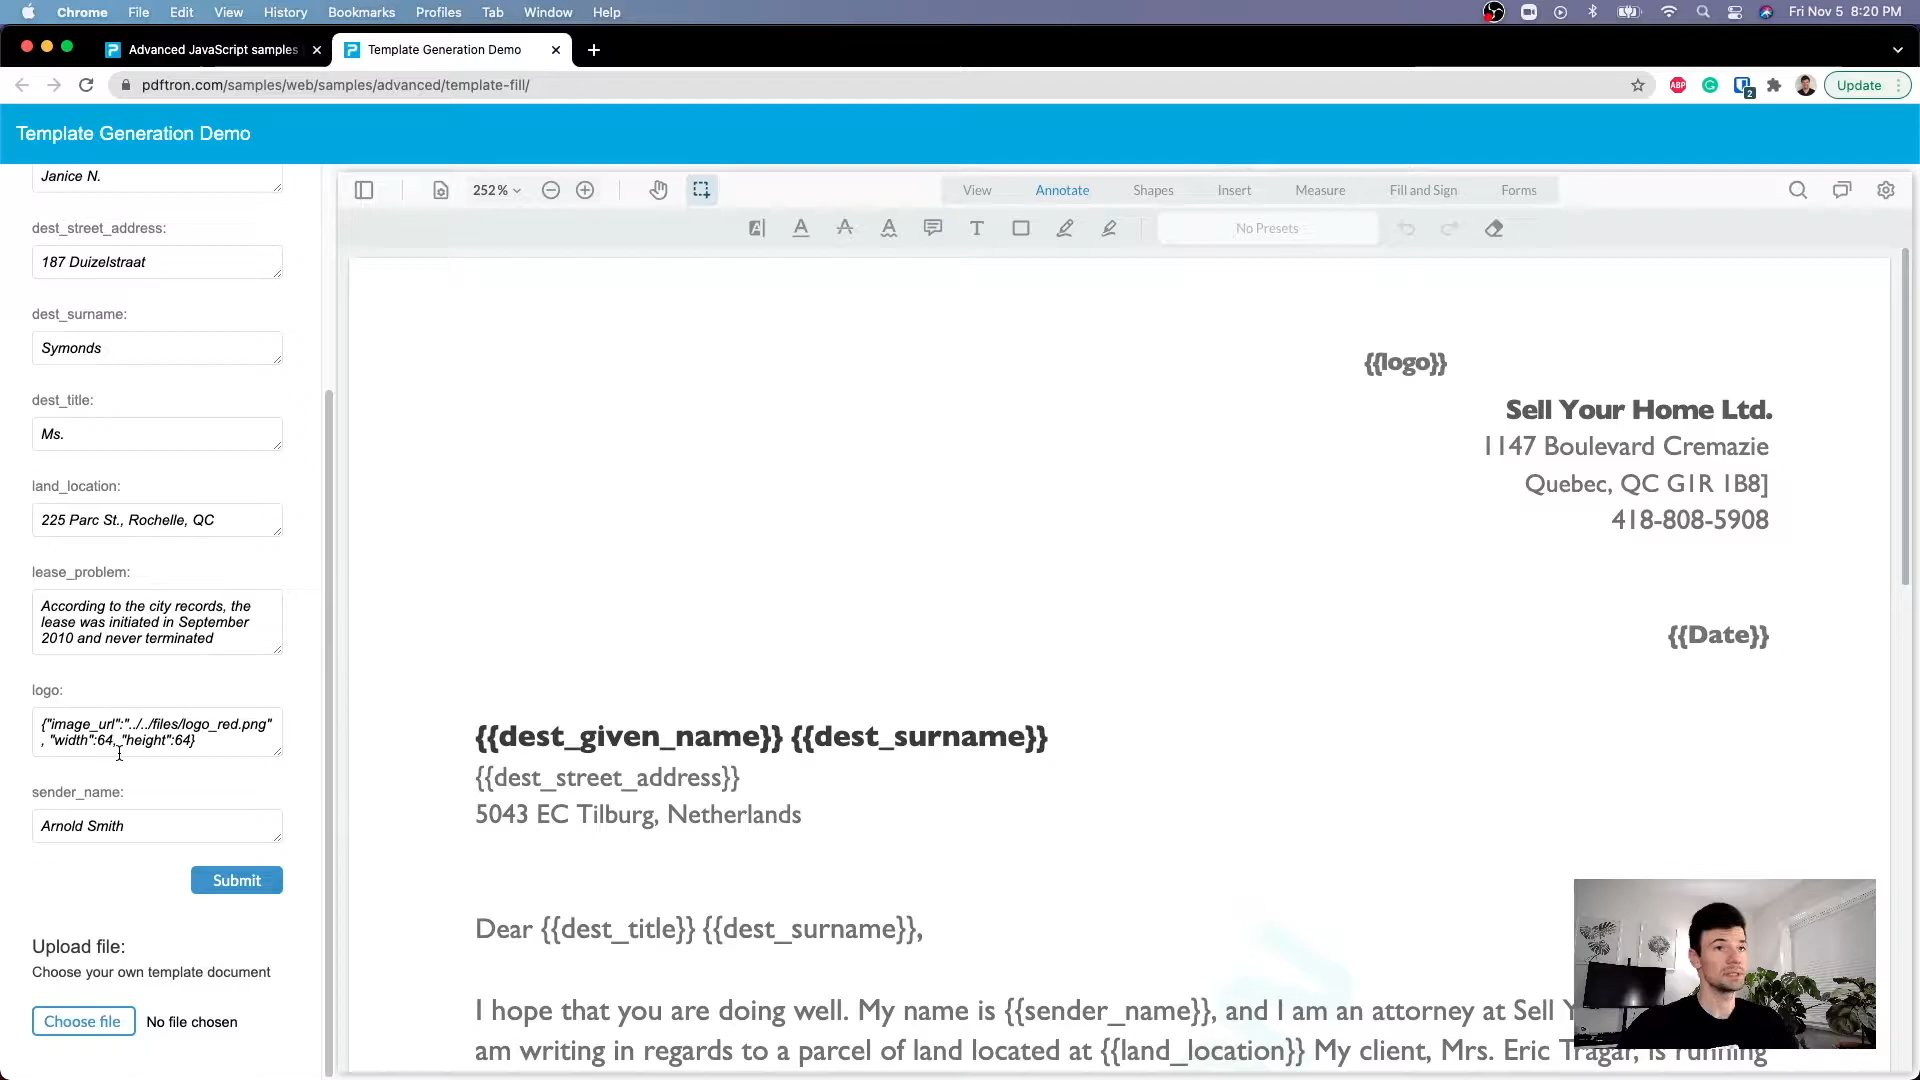 Chrome File Edit View History Bookmarks Profiles Tab Window Help
Fri Nov 5 8:20 PM
Advanced JavaScript samples
Template Generation Demo
pdftron.com/samples/web/samples/advanced/template-fill/
ABP
2
Update
Template Generation Demo
Janice N.
dest_street_address:
187 Duizelstraat
dest_surname:
Symonds
dest_title:
Ms.
land_location:
225 Parc St., Rochelle, QC
lease_problem:
According to the city records, the
lease was initiated in September
2010 and never terminated
logo:
{"image_url":"../../files/logo_red.png"
, "width":64, "height":64}
sender_name:
Arnold Smith
Submit
Upload file:
Choose your own template document
Choose file No file chosen
252%
View Annotate Shapes Insert Measure Fill and Sign Forms
No Presets
{{logo}}
Sell Your Home Ltd.
1147 Boulevard Cremazie
Quebec, QC G1R 1B8]
418-808-5908
{{Date}}
{{dest_given_name}} {{dest_surname}}
{{dest_street_address}}
5043 EC Tilburg, Netherlands
Dear {{dest_title}} {{dest_surname}},
I hope that you are doing well. My name is {{sender_name}}, and I am an attorney at Sell
am writing in regards to a parcel of land located at {{land_location}} My client, Mrs. Eric Tragar, is running